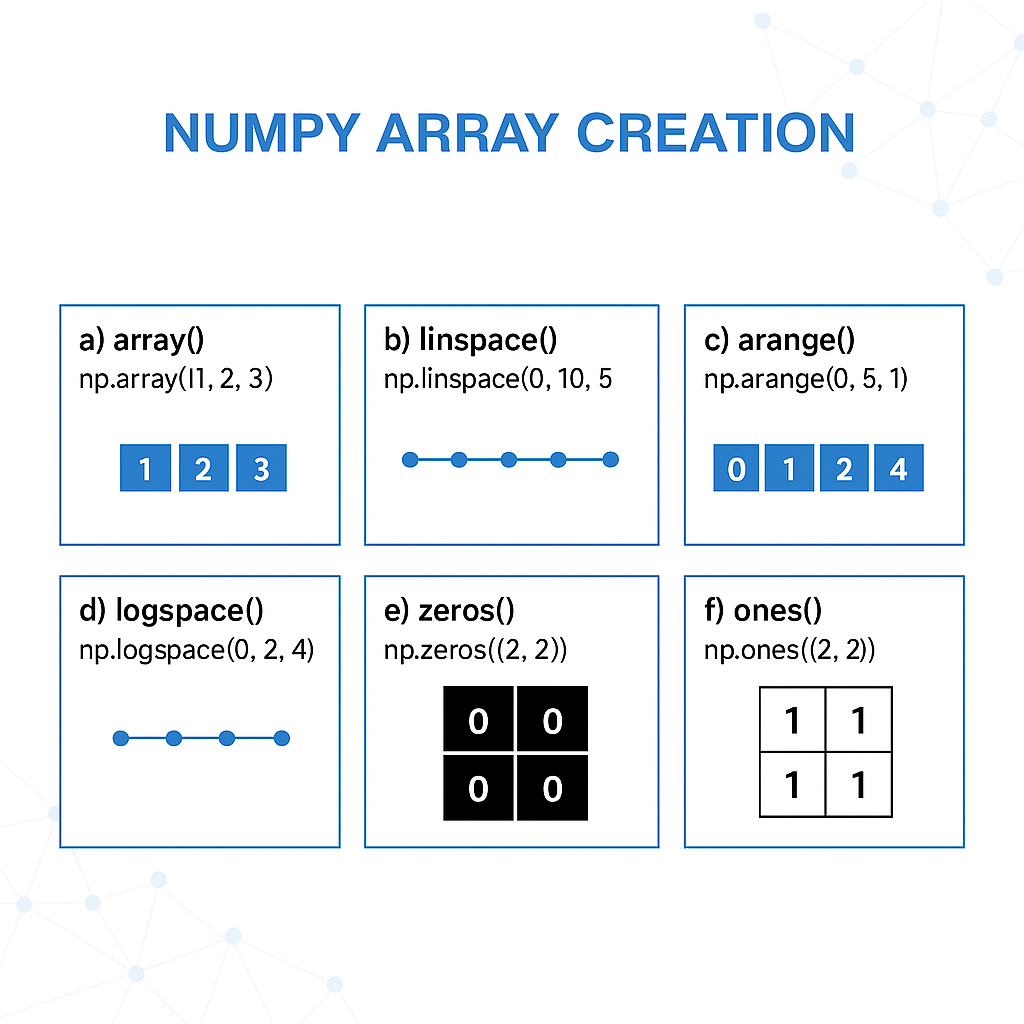 NUMPY ARRAY CREATION
a) array()
np.array(I1, 2, 3)
1 2 3
b) linspace()
np.linspace(0, 10, 5
c) arange()
np.arange(0, 5, 1)
0 1 2 4
d) logspace()
np.logspace(0, 2, 4)
e) zeros()
np.zeros((2, 2))
0 0
0 0
f) ones()
np.ones((2, 2))
1 1
1 1